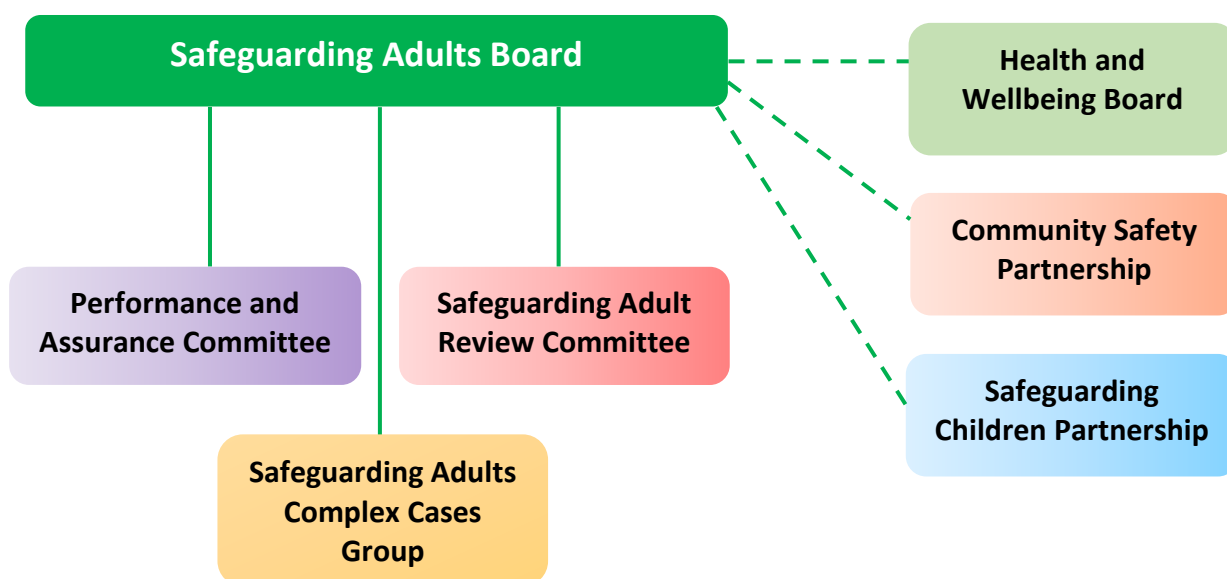 Safeguarding Adults Board
Health and
Wellbeing Board
Community Safety
Partnership
Performance and
Assurance Committee
Safeguarding Adult
Review Committee
Safeguarding
Children Partnership
Safeguarding Adults
Complex Cases
Group